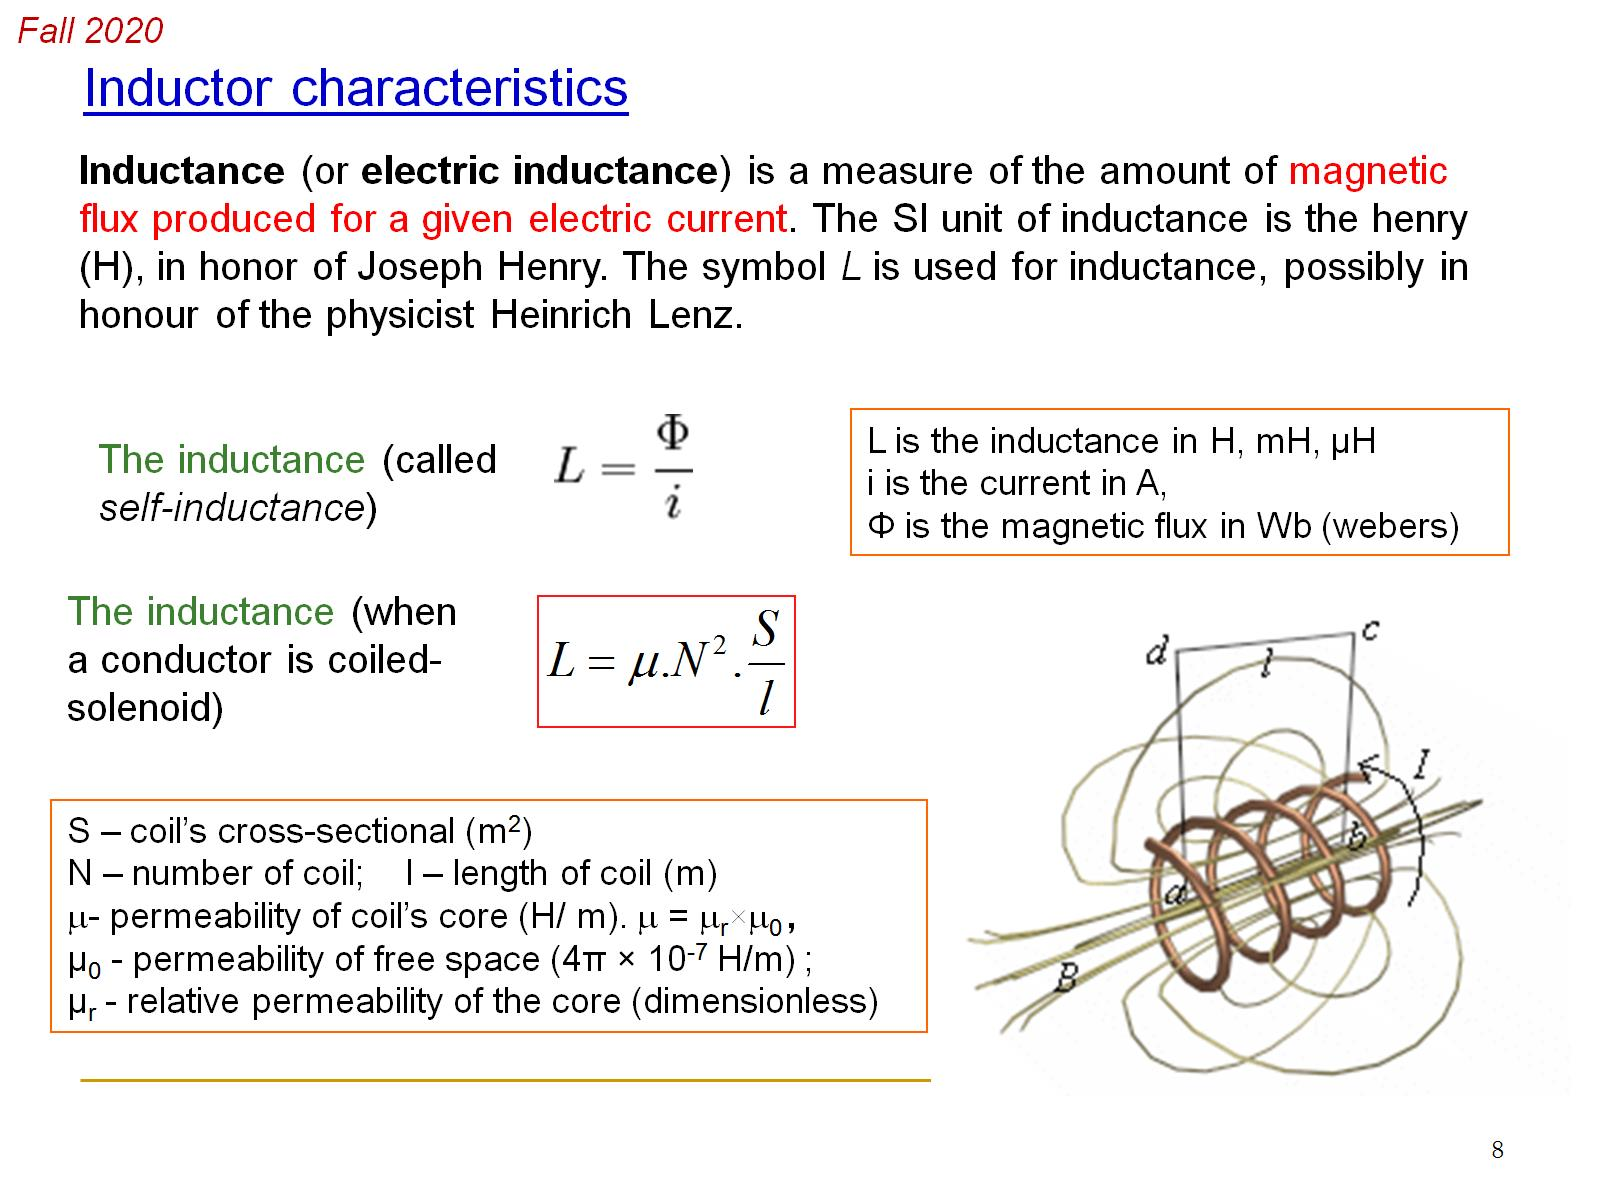 Fall 2020
Inductor characteristics
Inductance (or electric inductance) is a measure of the amount of magnetic
flux produced for a given electric current. The SI unit of inductance is the henry
(H), in honor of Joseph Henry. The symbol L is used for inductance, possibly in
honour of the physicist Heinrich Lenz.
The inductance (called
self-inductance)
L = Φ/i
L is the inductance in H, mH, µH
i is the current in A,
Φ is the magnetic flux in Wb (webers)
The inductance (when
a conductor is coiled-
solenoid)
L = μ.N².S/l
S – coil’s cross-sectional (m²)
N – number of coil; l – length of coil (m)
μ- permeability of coil’s core (H/ m). μ = μr×μ0 ,
µ0 - permeability of free space (4π × 10⁻⁷ H/m) ;
µr - relative permeability of the core (dimensionless)
d
c
l
I
b
a
B
8